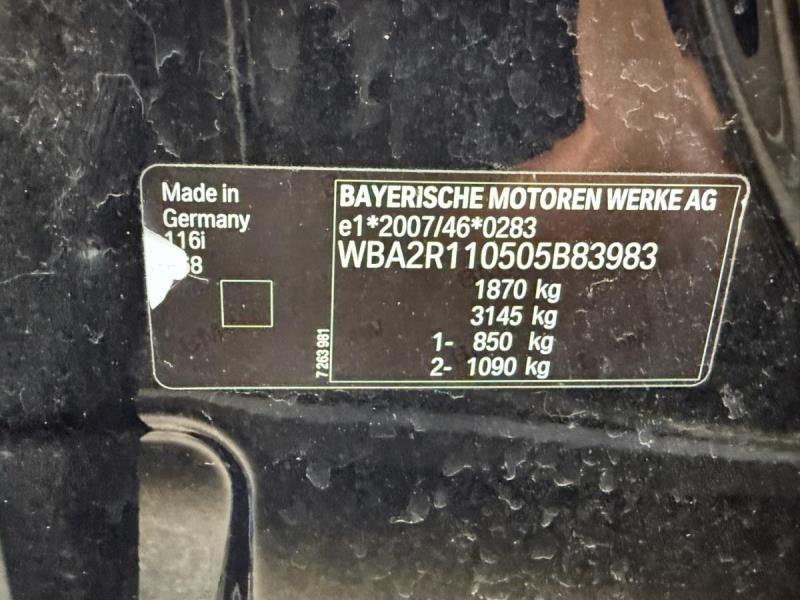 Made in
Germany
116i
68
7 263 981
BAYERISCHE MOTOREN WERKE AG
e1*2007/46*0283
WBA2R110505B83983
1870 kg
3145 kg
1- 850 kg
2- 1090 kg